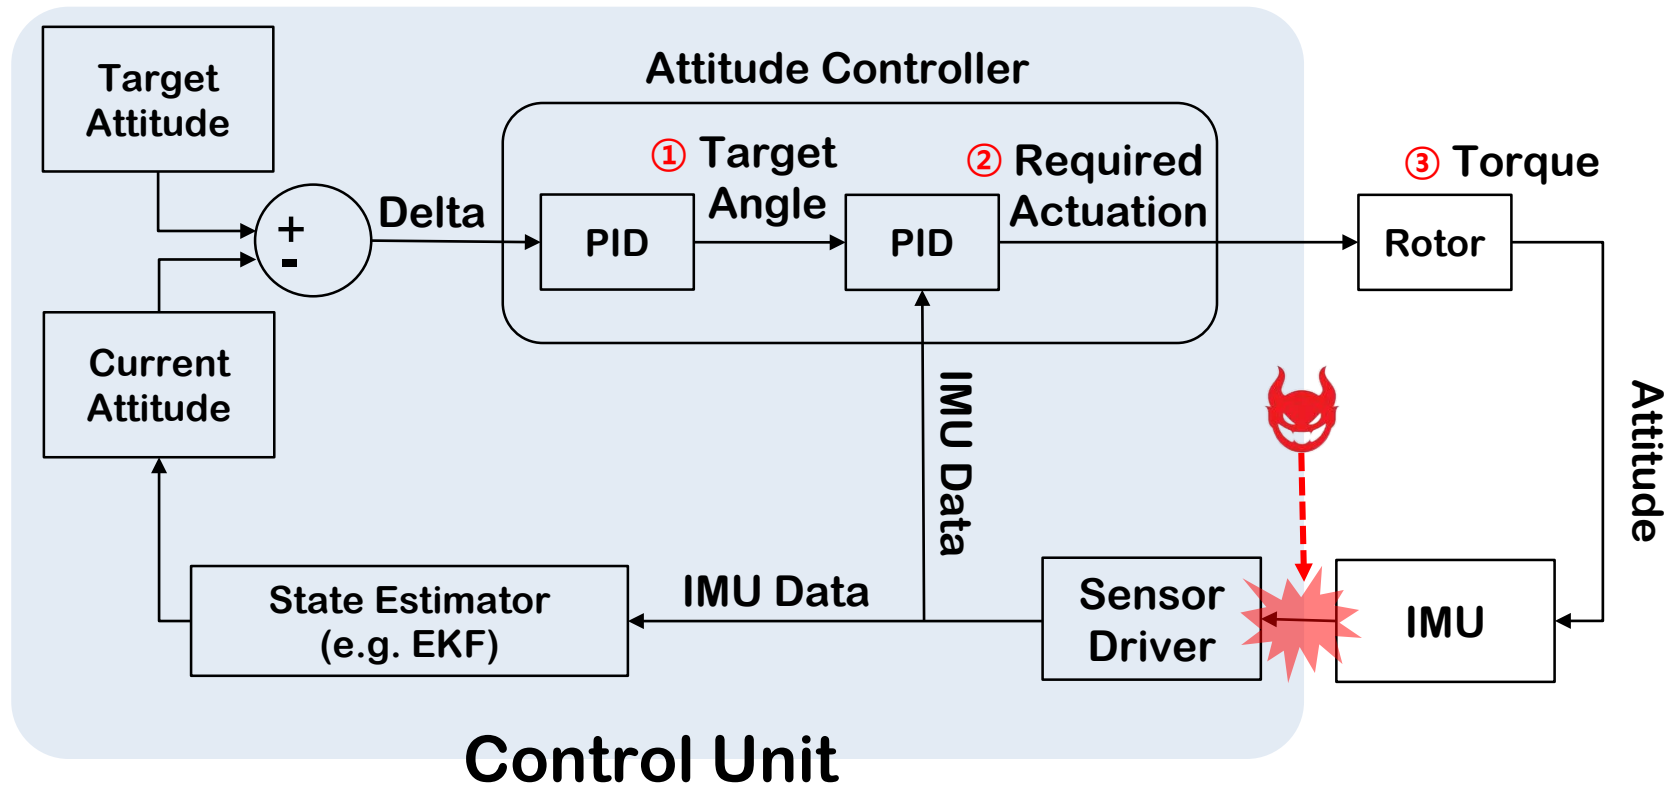 Target
Attitude
Attitude Controller
① Target
Angle
② Required
Actuation
③ Torque
+
-
Delta
PID
PID
Rotor
Current
Attitude
IMU Data
Attitude
State Estimator
(e.g. EKF)
IMU Data
Sensor
Driver
IMU
Control Unit